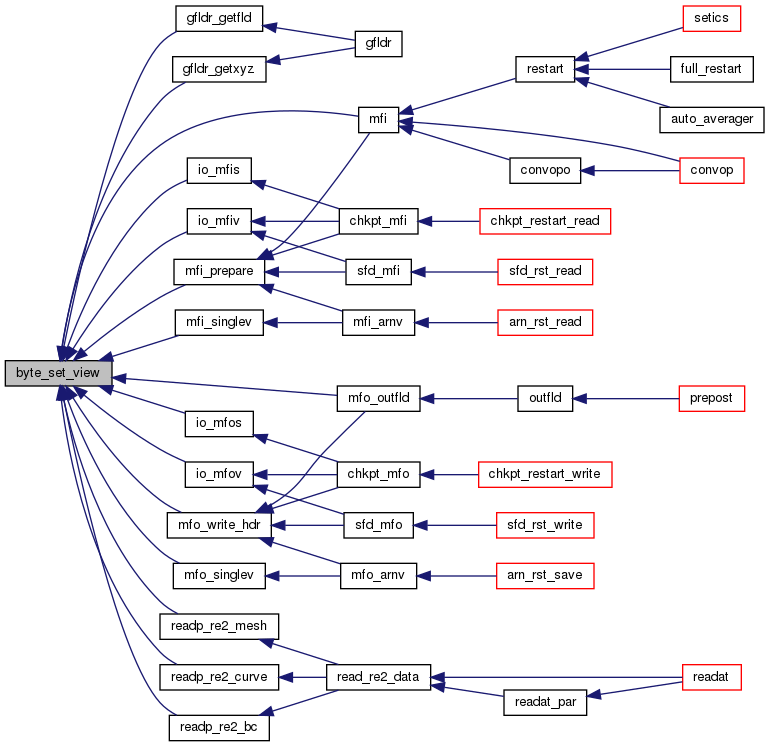 gfldr_getfld
setics
gfldr
gfldr_getxyz
restart
full_restart
mfi
auto_averager
io_mfis
convopo
convop
io_mfiv
chkpt_mfi
chkpt_restart_read
mfi_prepare
sfd_mfi
sfd_rst_read
mfi_singlev
mfi_arnv
arn_rst_read
byte_set_view
mfo_outfld
outfld
prepost
io_mfos
io_mfov
chkpt_mfo
chkpt_restart_write
mfo_write_hdr
sfd_mfo
sfd_rst_write
mfo_singlev
mfo_arnv
arn_rst_save
readp_re2_mesh
readp_re2_curve
read_re2_data
readat
readat_par
readp_re2_bc